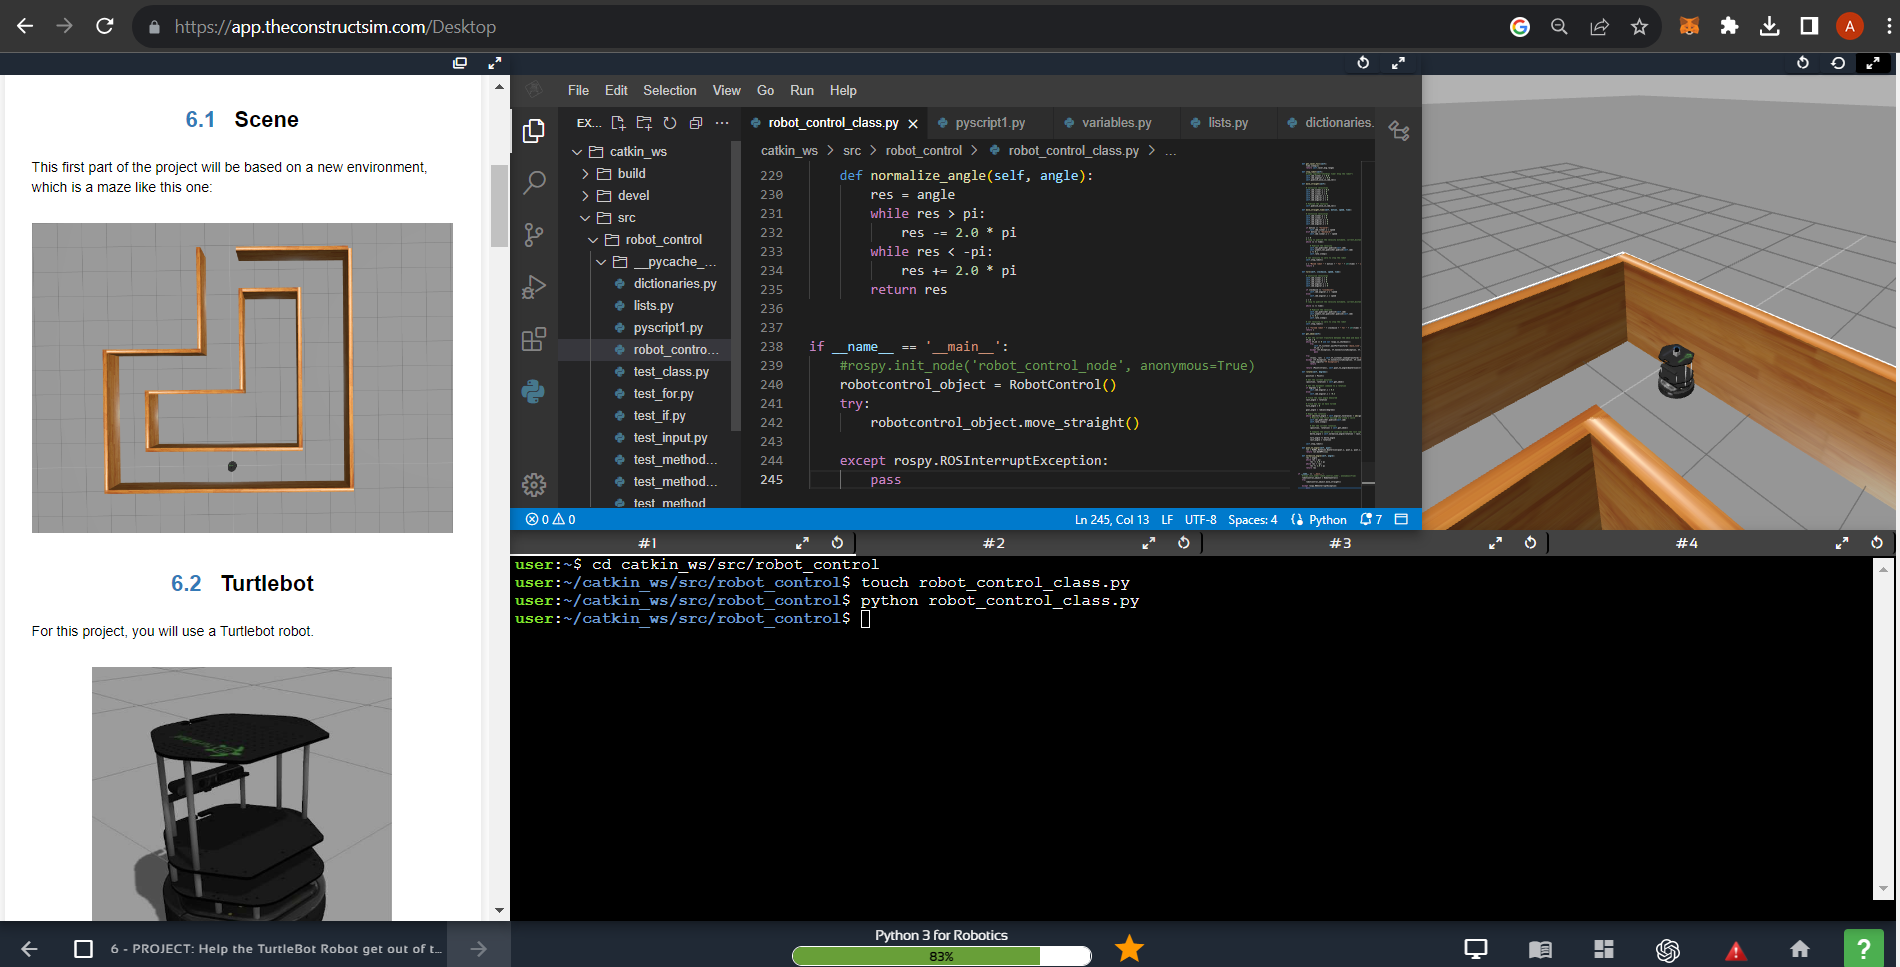 https://app.theconstructsim.com/Desktop
A
6.1 Scene
This first part of the project will be based on a new environment,
which is a maze like this one:
6.2 Turtlebot
For this project, you will use a Turtlebot robot.
File Edit Selection View Go Run Help
EX...
catkin_ws
build
devel
src
robot_control
__pycache_...
dictionaries.py
lists.py
pyscript1.py
robot_contro...
test_class.py
test_for.py
test_if.py
test_input.py
test_method...
test_method...
test_method
robot_control_class.py pyscript1.py variables.py lists.py dictionaries.
catkin_ws > src > robot_control > robot_control_class.py > ...
229 def normalize_angle(self, angle):
230 res = angle
231 while res > pi:
232 res -= 2.0 * pi
233 while res < -pi:
234 res += 2.0 * pi
235 return res
236
237
238 if __name__ == '__main__':
239 #rospy.init_node('robot_control_node', anonymous=True)
240 robotcontrol_object = RobotControl()
241 try:
242 robotcontrol_object.move_straight()
243
244 except rospy.ROSInterruptException:
245 pass
0 0 Ln 245, Col 13 LF UTF-8 Spaces: 4 Python 7
#1 #2 #3 #4
user:~$ cd catkin_ws/src/robot_control
user:~/catkin_ws/src/robot_control$ touch robot_control_class.py
user:~/catkin_ws/src/robot_control$ python robot_control_class.py
user:~/catkin_ws/src/robot_control$
6 - PROJECT: Help the TurtleBot Robot get out of t...
Python 3 for Robotics
83%
?